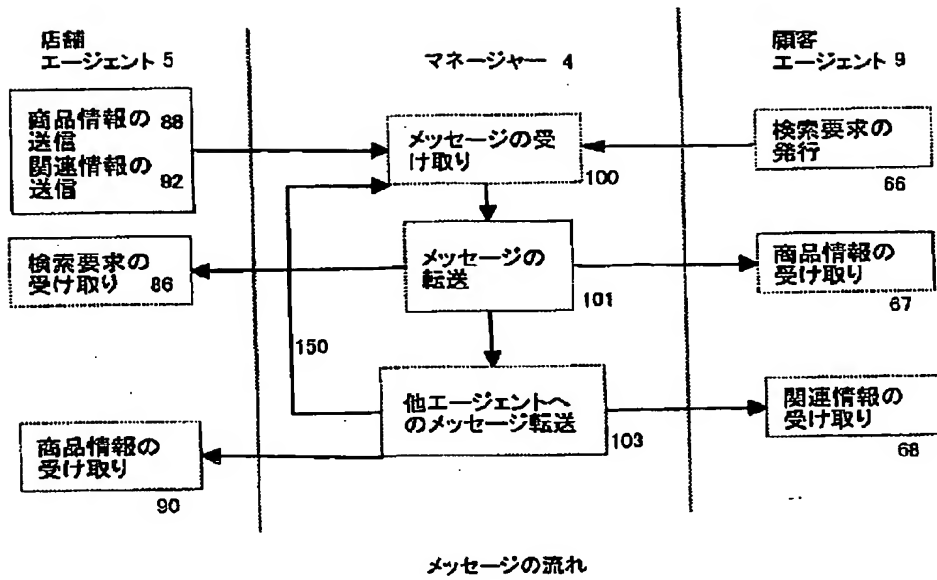 店舗
エージェント 5
マネージャー 4
顧客
エージェント 9
商品情報の 88
送信
関連情報の
送信 82
メッセージの受
け取り
100
検索要求の
発行
66
検索要求の
受け取り 86
メッセージの
転送
101
商品情報の
受け取り
67
150
他エージェントへ
のメッセージ転送
103
関連情報の
受け取り
68
商品情報の
受け取り
90
メッセージの流れ